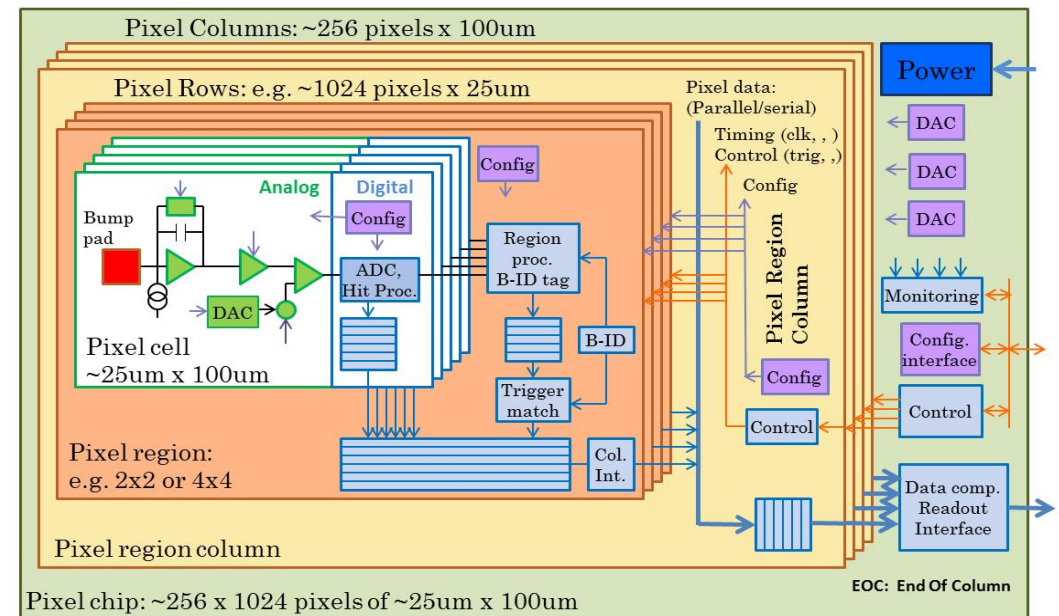 Pixel Columns: ~256 pixels x 100um
Power
Pixel Rows: e.g. ~1024 pixels x 25um
Pixel data:
(Parallel/serial)
Timing (clk, , )
Control (trig, ,)
DAC
DAC
DAC
Config
Config
Analog
Digital
Config
Bump
pad
ADC,
Hit Proc.
Region
proc.
B-ID tag
DAC
B-ID
Pixel cell
~25um x 100um
Trigger
match
Pixel Region
Column
Config
Control
Monitoring
Config.
interface
Control
Pixel region:
e.g. 2x2 or 4x4
Col.
Int.
Data comp.
Readout
Interface
Pixel region column
EOC: End Of Column
Pixel chip: ~256 x 1024 pixels of ~25um x 100um